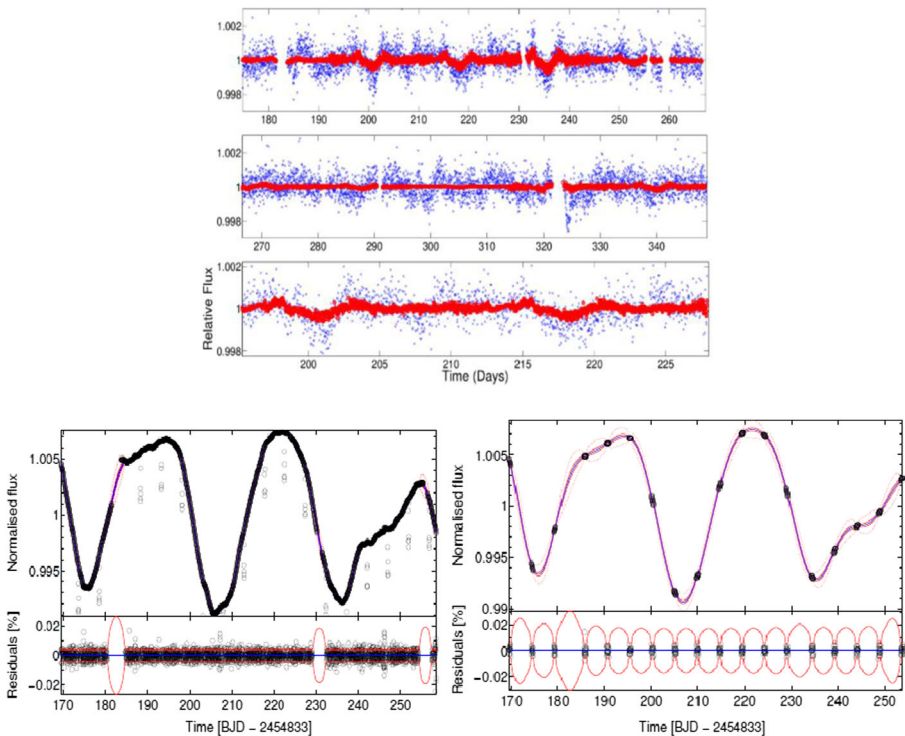 1.002
1
0.998
180 190 200 210 220 230 240 250 260
1.002
1
0.998
270 280 290 300 310 320 330 340
1.002
1
0.998
Relative Flux
200 205 210 215 220 225
Time (Days)
1.005
1
0.995
Normalised flux
0.02
0
−0.02
Residuals [%]
170 180 190 200 210 220 230 240 250
Time [BJD − 2454833]
1.005
1
0.995
0.99
Normalised flux
0.02
0
−0.02
Residuals [%]
170 180 190 200 210 220 230 240 250
Time [BJD − 2454833]